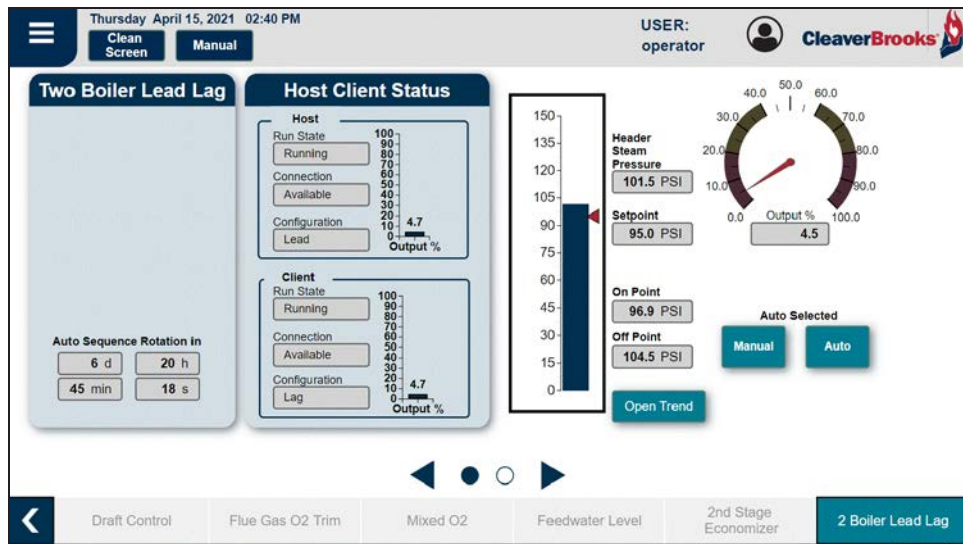 Thursday April 15, 2021 02:40 PM
Clean
Screen
Manual
USER:
operator
CleaverBrooks
Two Boiler Lead Lag
Auto Sequence Rotation in
6 d
20 h
45 min
18 s
Host Client Status
Host
Run State
Running
Connection
Available
Configuration
Lead
100
90
80
70
60
50
40
30
20
10
0
4.7
Output %
Client
Run State
Running
Connection
Available
Configuration
Lag
100
90
80
70
60
50
40
30
20
10
0
4.7
Output %
150
135
120
105
90
75
60
45
30
15
0
Header
Steam
Pressure
101.5 PSI
Setpoint
95.0 PSI
On Point
96.9 PSI
Off Point
104.5 PSI
Open Trend
0.0
10.0
20.0
30.0
40.0
50.0
60.0
70.0
80.0
90.0
100.0
Output %
4.5
Auto Selected
Manual
Auto
Draft Control
Flue Gas O2 Trim
Mixed O2
Feedwater Level
2nd Stage
Economizer
2 Boiler Lead Lag